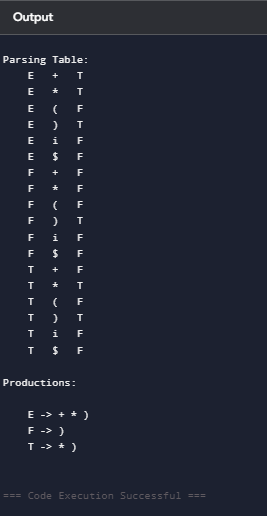 Output
Parsing Table:
E + T
E * T
E ( F
E ) T
E i F
E $ F
F + F
F * F
F ( F
F ) T
F i F
F $ F
T + F
T * T
T ( F
T ) T
T i F
T $ F
Productions:
E -> + * )
F -> )
T -> * )
=== Code Execution Successful ===